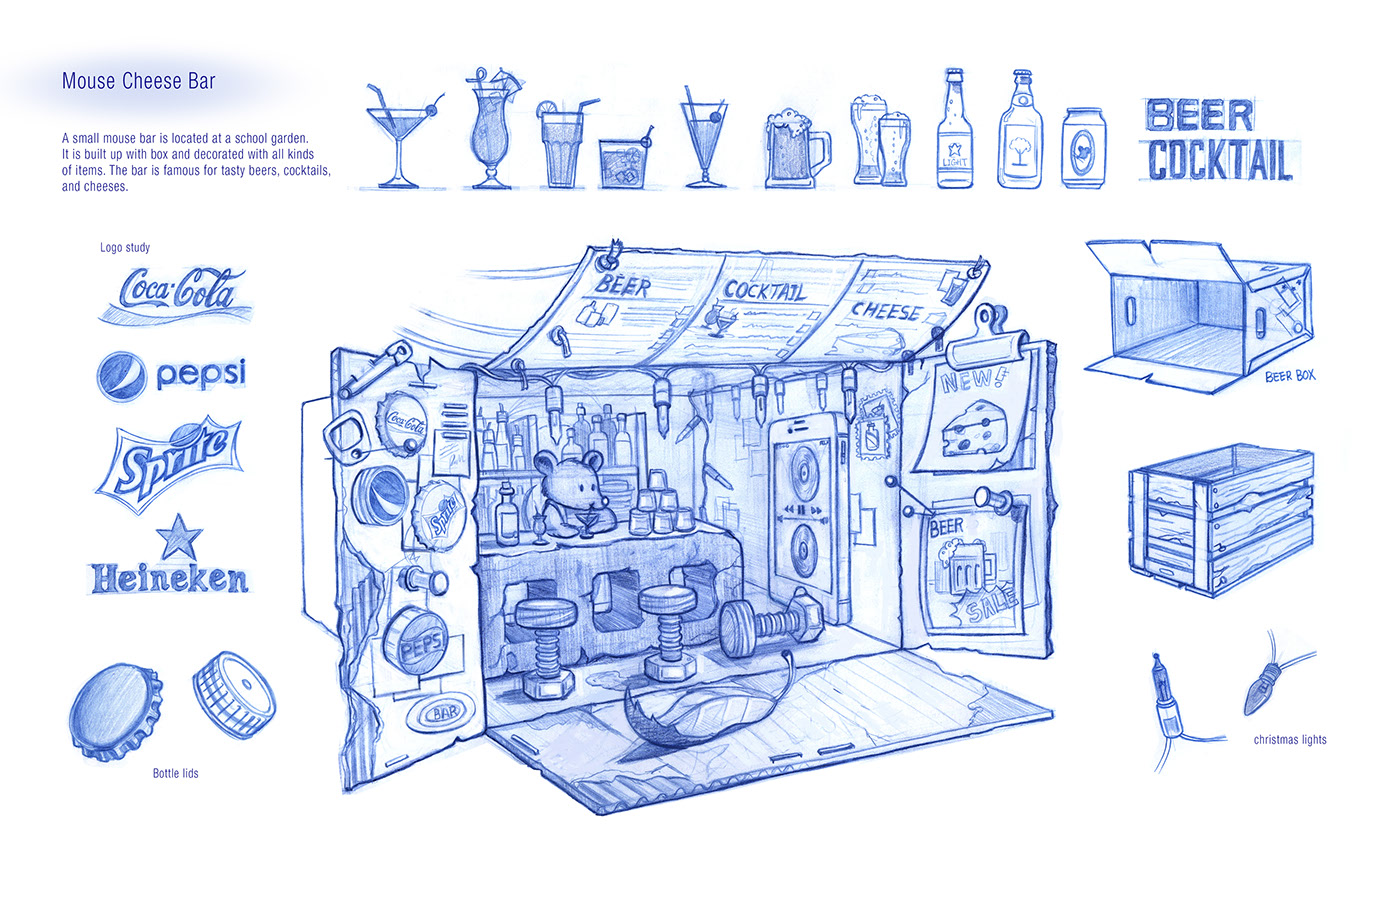 Mouse Cheese Bar
A small mouse bar is located at a school garden.
It is built up with box and decorated with all kinds
of items. The bar is famous for tasty beers, cocktails,
and cheeses.
LIGHT
BEER
COCKTAIL
Logo study
Coca-Cola
pepsi
Sprite
Heineken
Bottle lids
BEER
COCKTAIL
CHEESE
Coca-Cola
Sprite
PEPS
BAR
NEW!
BEER
SALE
BEER BOX
christmas lights